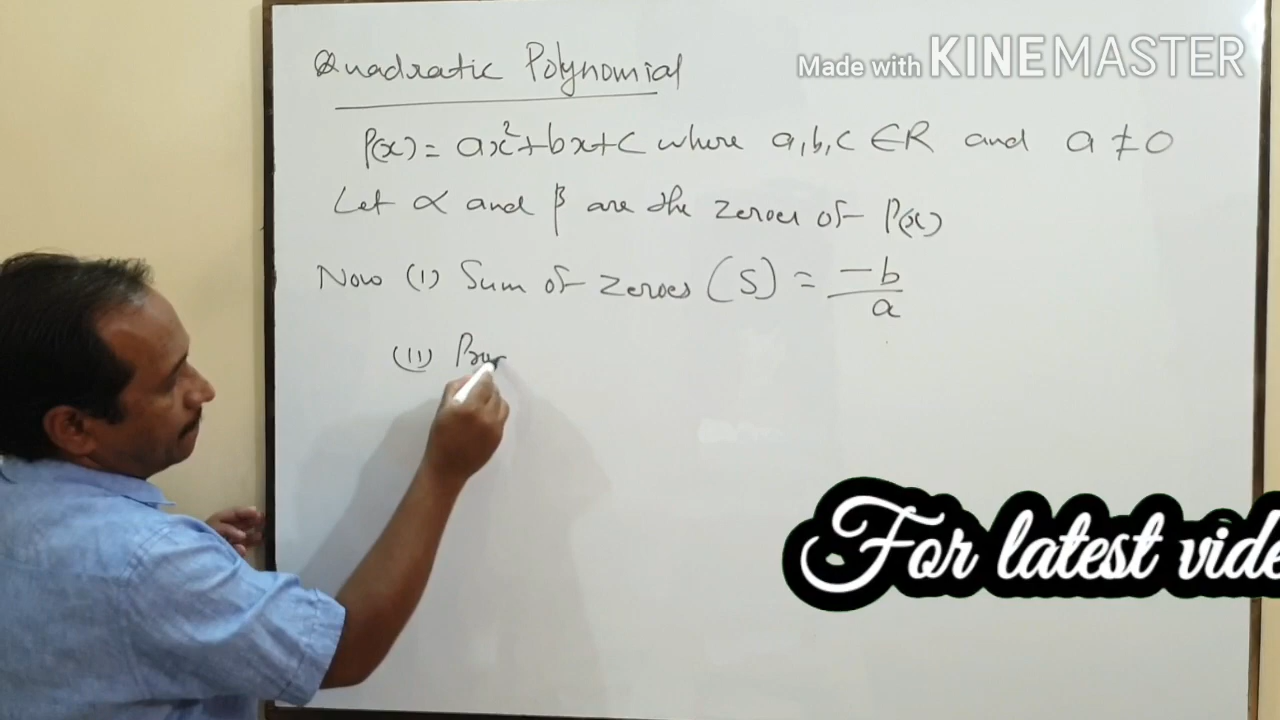 Quadratic Polynomial
Made with KINEMASTER
P(x) = ax²+bx+c where a,b,c ∈R and a ≠ 0
Let α and β are the zeroes of P(x)
Now (i) Sum of zeroes (S) = -b/a
(ii)
For latest vide